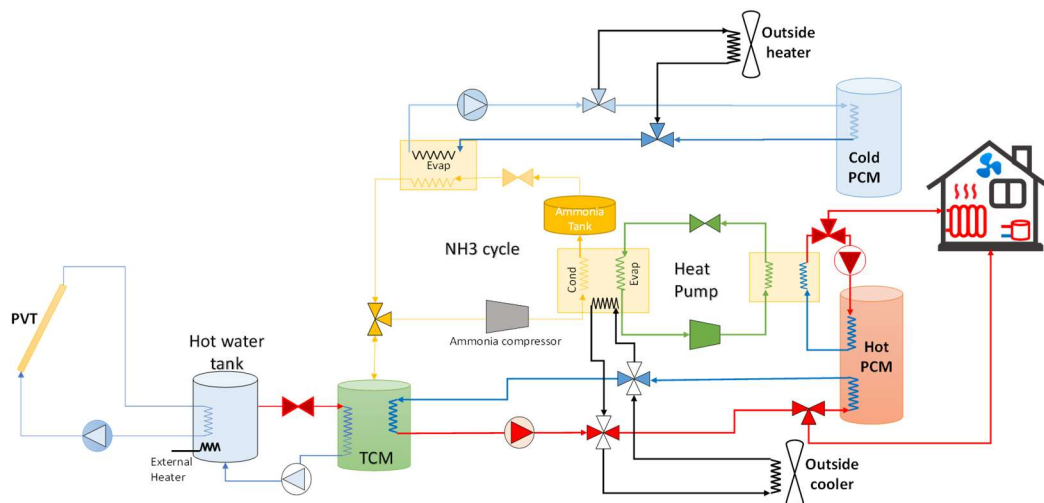 Outside
heater
Evap
Cold
PCM
Ammonia
Tank
NH3 cycle
Cond
Evap
Heat
Pump
PVT
Ammonia compressor
Hot water
tank
Hot
PCM
External
Heater
TCM
Outside
cooler